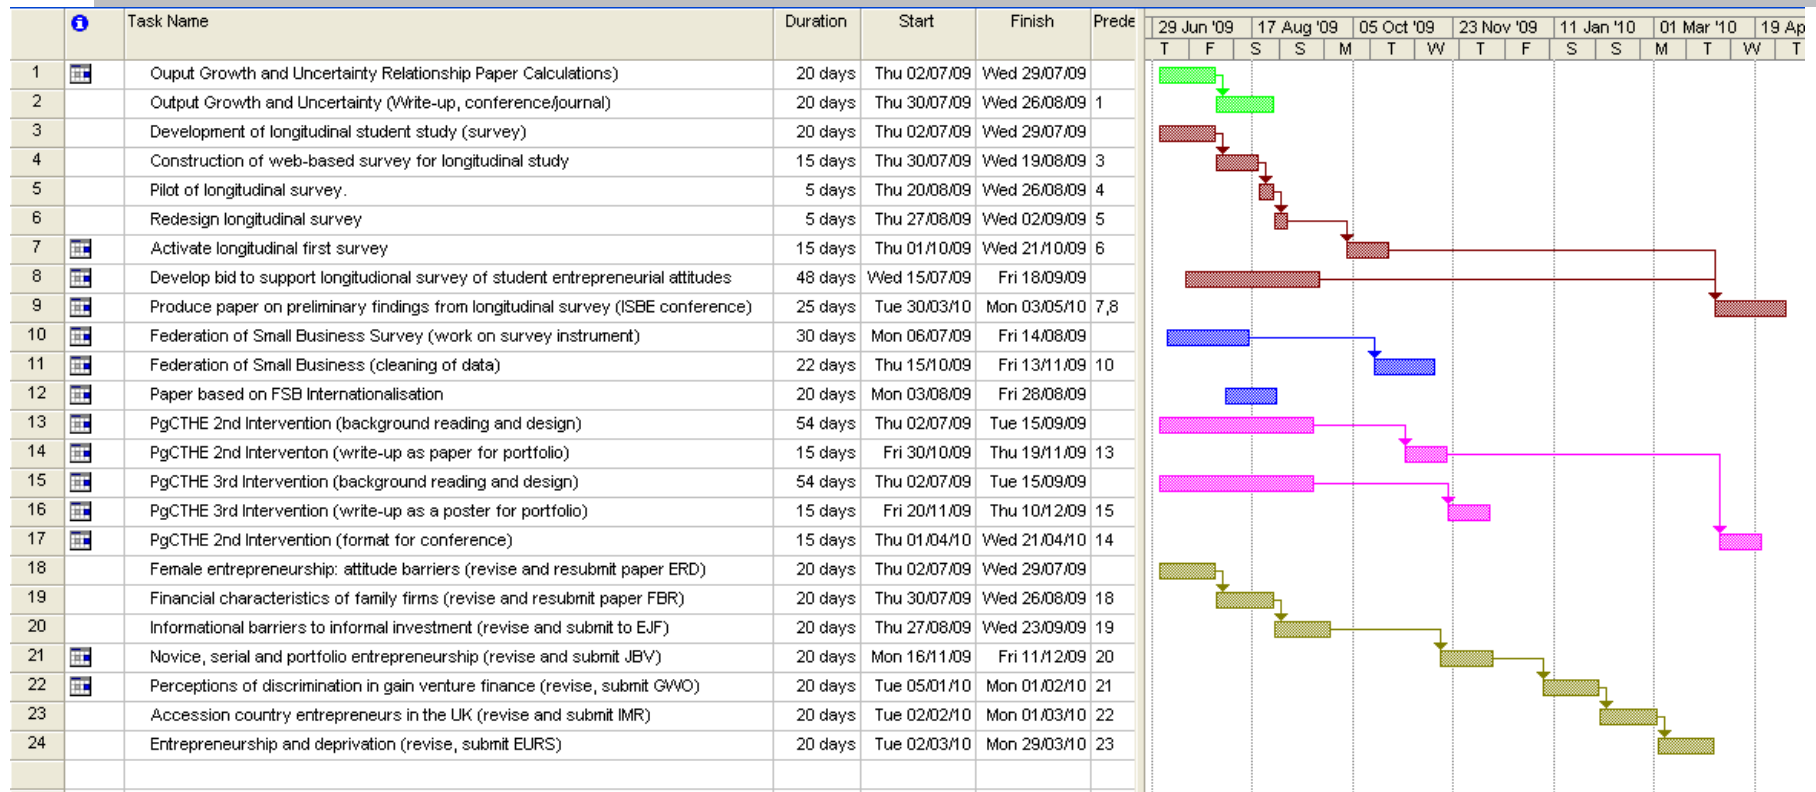 Task Name Duration Start Finish Prede 29 Jun '09 17 Aug '09 05 Oct '09 23 Nov '09 11 Jan '10 01 Mar '10 19 Ap
T F S S M T W T F S S M T W T
1 Ouput Growth and Uncertainty Relationship Paper Calculations) 20 days Thu 02/07/09 Wed 29/07/09
2 Output Growth and Uncertainty (Write-up, conference/journal) 20 days Thu 30/07/09 Wed 26/08/09 1
3 Development of longitudinal student study (survey) 20 days Thu 02/07/09 Wed 29/07/09
4 Construction of web-based survey for longitudinal study 15 days Thu 30/07/09 Wed 19/08/09 3
5 Pilot of longitudinal survey. 5 days Thu 20/08/09 Wed 26/08/09 4
6 Redesign longitudinal survey 5 days Thu 27/08/09 Wed 02/09/09 5
7 Activate longitudinal first survey 15 days Thu 01/10/09 Wed 21/10/09 6
8 Develop bid to support longitudional survey of student entrepreneurial attitudes 48 days Wed 15/07/09 Fri 18/09/09
9 Produce paper on preliminary findings from longitudinal survey (ISBE conference) 25 days Tue 30/03/10 Mon 03/05/10 7,8
10 Federation of Small Business Survey (work on survey instrument) 30 days Mon 06/07/09 Fri 14/08/09
11 Federation of Small Business (cleaning of data) 22 days Thu 15/10/09 Fri 13/11/09 10
12 Paper based on FSB Internationalisation 20 days Mon 03/08/09 Fri 28/08/09
13 PgCTHE 2nd Intervention (background reading and design) 54 days Thu 02/07/09 Tue 15/09/09
14 PgCTHE 2nd Interventon (write-up as paper for portfolio) 15 days Fri 30/10/09 Thu 19/11/09 13
15 PgCTHE 3rd Intervention (background reading and design) 54 days Thu 02/07/09 Tue 15/09/09
16 PgCTHE 3rd Intervention (write-up as a poster for portfolio) 15 days Fri 20/11/09 Thu 10/12/09 15
17 PgCTHE 2nd Intervention (format for conference) 15 days Thu 01/04/10 Wed 21/04/10 14
18 Female entrepreneurship: attitude barriers (revise and resubmit paper ERD) 20 days Thu 02/07/09 Wed 29/07/09
19 Financial characteristics of family firms (revise and resubmit paper FBR) 20 days Thu 30/07/09 Wed 26/08/09 18
20 Informational barriers to informal investment (revise and submit to EJF) 20 days Thu 27/08/09 Wed 23/09/09 19
21 Novice, serial and portfolio entrepreneurship (revise and submit JBV) 20 days Mon 16/11/09 Fri 11/12/09 20
22 Perceptions of discrimination in gain venture finance (revise, submit GWO) 20 days Tue 05/01/10 Mon 01/02/10 21
23 Accession country entrepreneurs in the UK (revise and submit IMR) 20 days Tue 02/02/10 Mon 01/03/10 22
24 Entrepreneurship and deprivation (revise, submit EURS) 20 days Tue 02/03/10 Mon 29/03/10 23